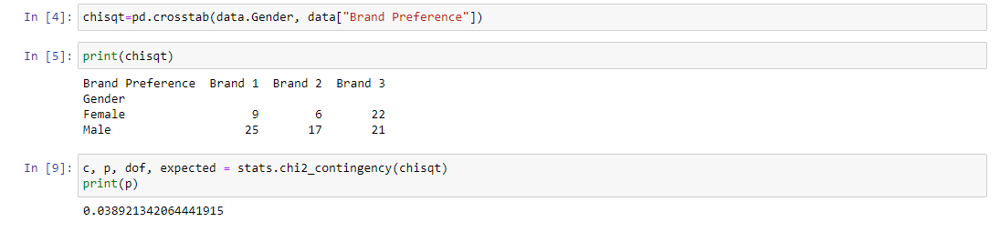 In [4]: chisqt=pd.crosstab(data.Gender, data["Brand Preference"])
In [5]: print(chisqt)
Brand Preference  Brand 1  Brand 2  Brand 3
Gender
Female                  9        6       22
Male                   25       17       21
In [9]: c, p, dof, expected = stats.chi2_contingency(chisqt)
print(p)
0.038921342064441915